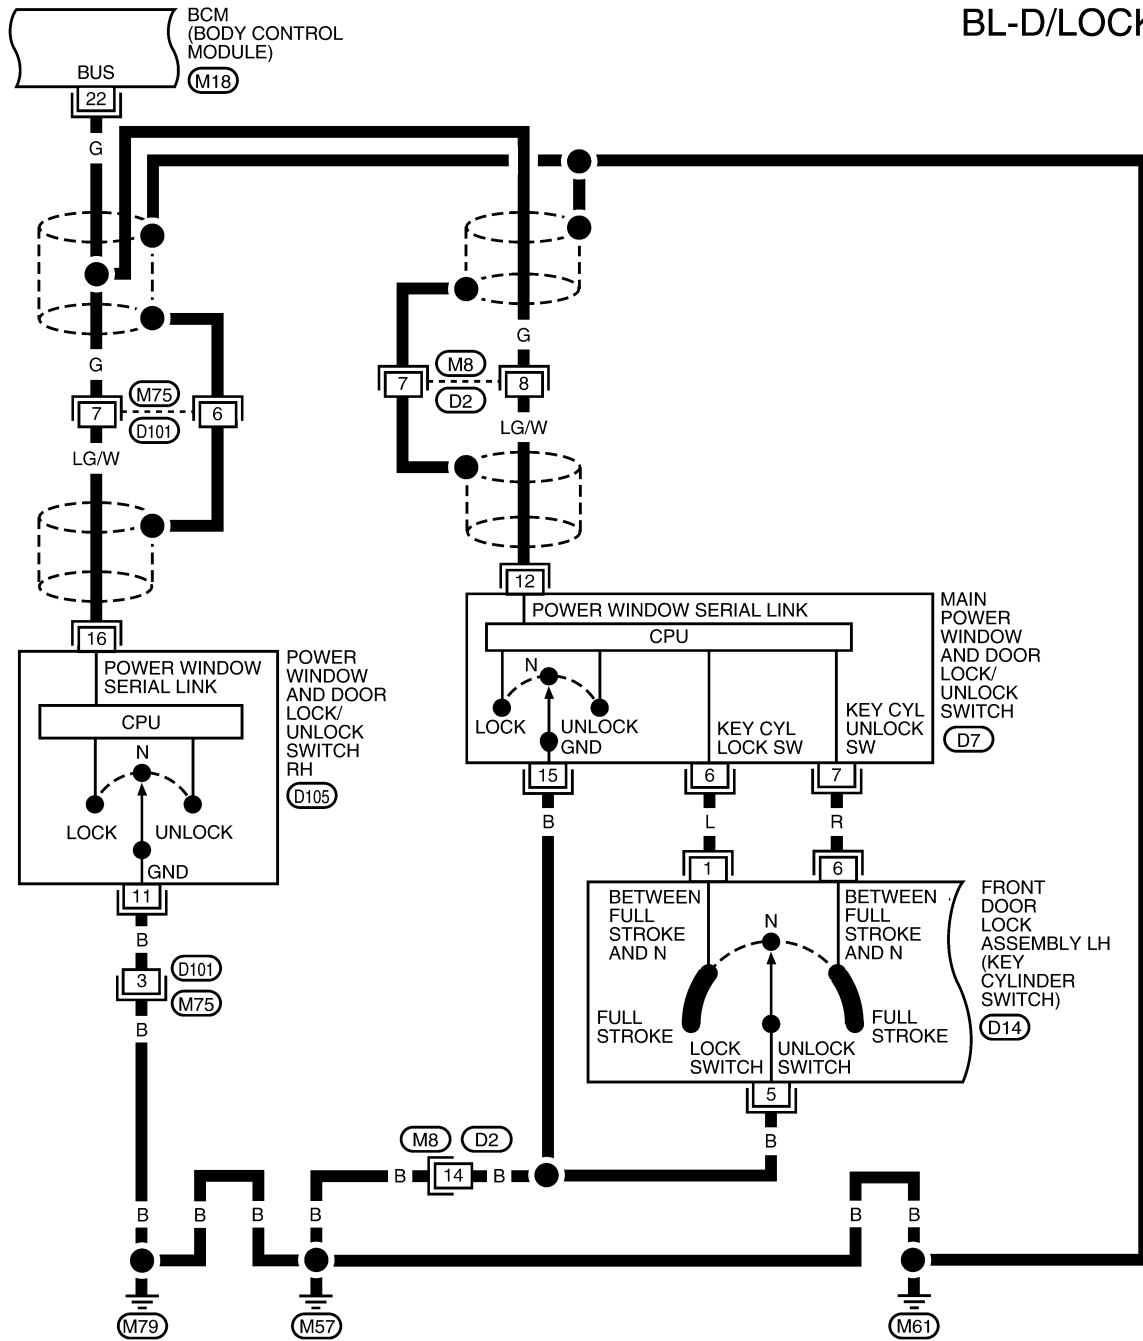 BL-D/LOCK
BCM
(BODY CONTROL
MODULE)
M18
BUS
22
G
G
M75
7
6
D101
LG/W
G
M8
7
8
D2
LG/W
16
POWER WINDOW
SERIAL LINK
CPU
N
LOCK
UNLOCK
GND
11
POWER
WINDOW
AND DOOR
LOCK/
UNLOCK
SWITCH
RH
D105
12
POWER WINDOW SERIAL LINK
CPU
N
LOCK
UNLOCK
GND
KEY CYL
LOCK SW
KEY CYL
UNLOCK
SW
15
6
7
MAIN
POWER
WINDOW
AND DOOR
LOCK/
UNLOCK
SWITCH
D7
B
L
R
1
6
BETWEEN
FULL
STROKE
AND N
N
BETWEEN
FULL
STROKE
AND N
FULL
STROKE
LOCK
SWITCH
UNLOCK
SWITCH
FULL
STROKE
5
FRONT
DOOR
LOCK
ASSEMBLY LH
(KEY
CYLINDER
SWITCH)
D14
B
3
D101
M75
B
B
M8
D2
B
14
B
B
B
B
B
B
B
M79
M57
M61